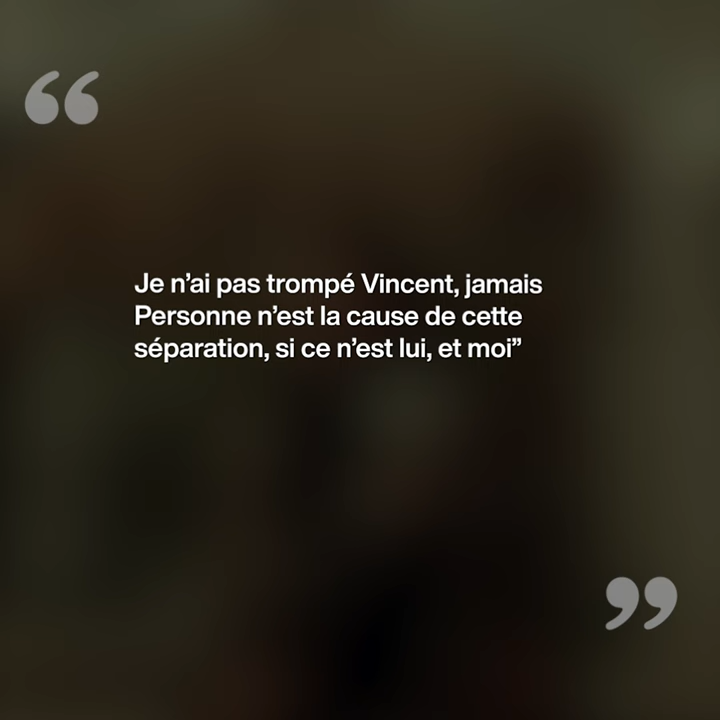 “
Je n’ai pas trompé Vincent, jamais
Personne n’est la cause de cette
séparation, si ce n’est lui, et moi”
”